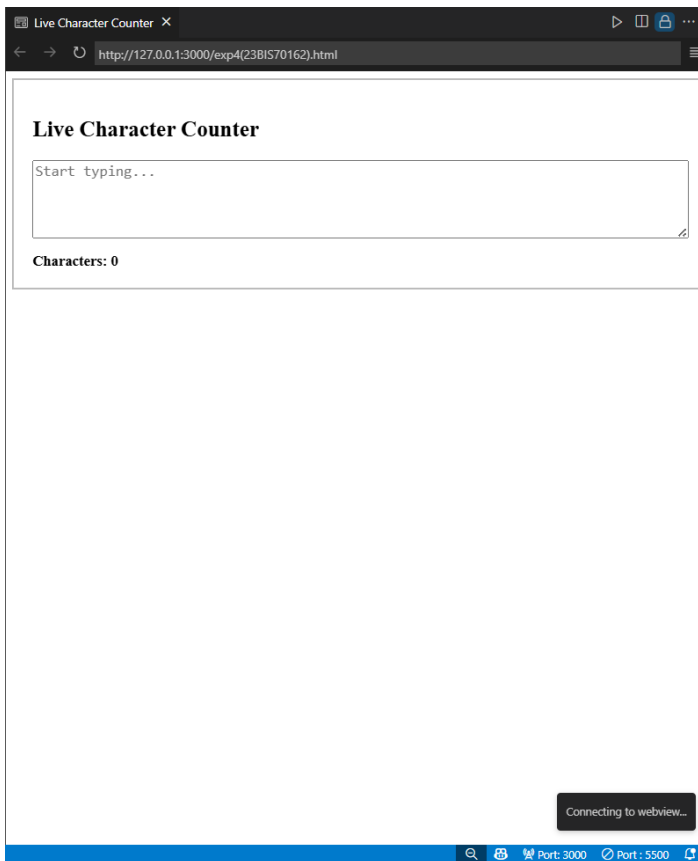 Live Character Counter
http://127.0.0.1:3000/exp4(23BIS70162).html
Live Character Counter
Start typing...
Characters: 0
Connecting to webview...
Port: 3000 Port : 5500